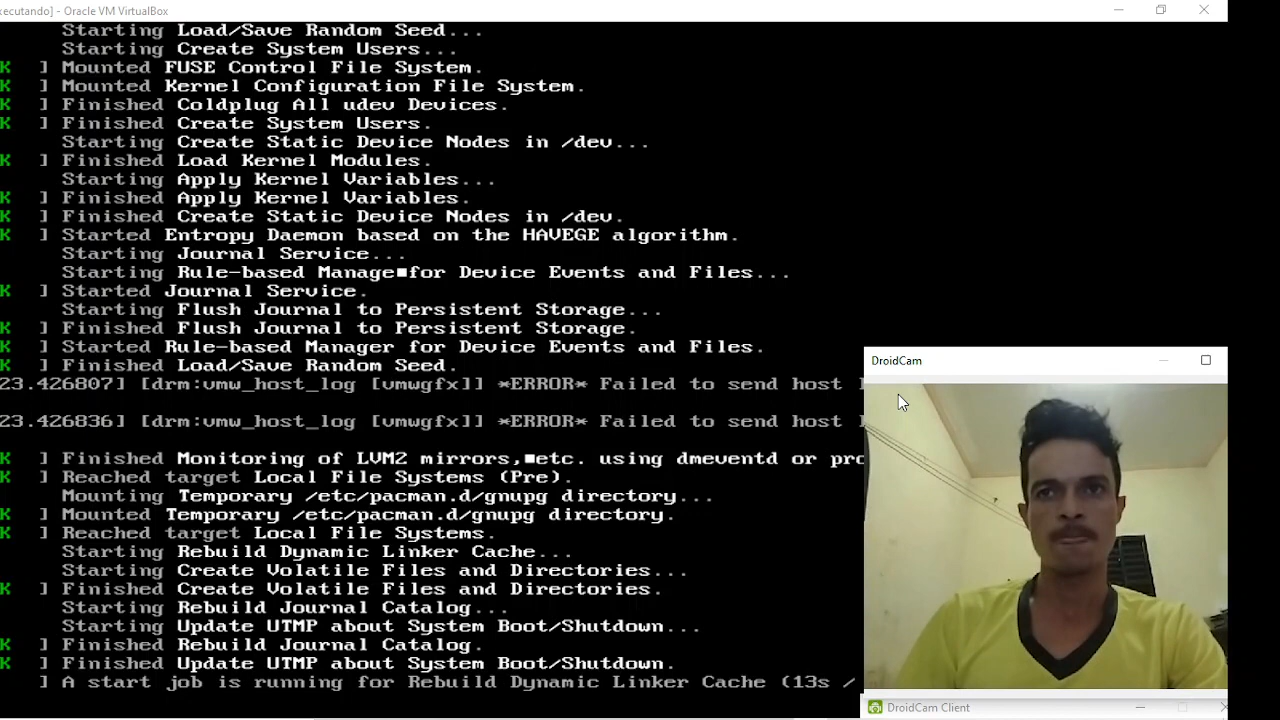 ecutando] - Oracle VM VirtualBox
Starting Load/Save Random Seed...
Starting Create System Users...
K ] Mounted FUSE Control File System.
K ] Mounted Kernel Configuration File System.
K ] Finished Coldplug All udev Devices.
K ] Finished Create System Users.
Starting Create Static Device Nodes in /dev...
K ] Finished Load Kernel Modules.
Starting Apply Kernel Variables...
K ] Finished Apply Kernel Variables.
K ] Finished Create Static Device Nodes in /dev.
K ] Started Entropy Daemon based on the HAVEGE algorithm.
Starting Journal Service...
Starting Rule-based Manage■for Device Events and Files...
K ] Started Journal Service.
Starting Flush Journal to Persistent Storage...
K ] Finished Flush Journal to Persistent Storage.
K ] Started Rule-based Manager for Device Events and Files.
K ] Finished Load/Save Random Seed.
23.426807] [drm:vmw_host_log [vmwgfx]] *ERROR* Failed to send host
23.426836] [drm:vmw_host_log [vmwgfx]] *ERROR* Failed to send host
K ] Finished Monitoring of LVM2 mirrors,■etc. using dmeventd or pro
K ] Reached target Local File Systems (Pre).
Mounting Temporary /etc/pacman.d/gnupg directory...
K ] Mounted Temporary /etc/pacman.d/gnupg directory.
K ] Reached target Local File Systems.
Starting Rebuild Dynamic Linker Cache...
Starting Create Volatile Files and Directories...
K ] Finished Create Volatile Files and Directories.
Starting Rebuild Journal Catalog...
Starting Update UTMP about System Boot/Shutdown...
K ] Finished Rebuild Journal Catalog.
K ] Finished Update UTMP about System Boot/Shutdown.
] A start job is running for Rebuild Dynamic Linker Cache (13s /
DroidCam
DroidCam Client